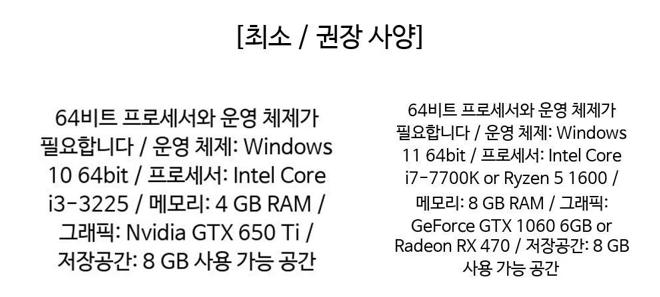 [최소 / 권장 사양]
64비트 프로세서와 운영 체제가
필요합니다 / 운영 체제: Windows
10 64bit / 프로세서: Intel Core
i3-3225 / 메모리: 4 GB RAM /
그래픽: Nvidia GTX 650 Ti /
저장공간: 8 GB 사용 가능 공간
64비트 프로세서와 운영 체제가
필요합니다 / 운영 체제: Windows
11 64bit / 프로세서: Intel Core
i7-7700K or Ryzen 5 1600 /
메모리: 8 GB RAM / 그래픽:
GeForce GTX 1060 6GB or
Radeon RX 470 / 저장공간: 8 GB
사용 가능 공간